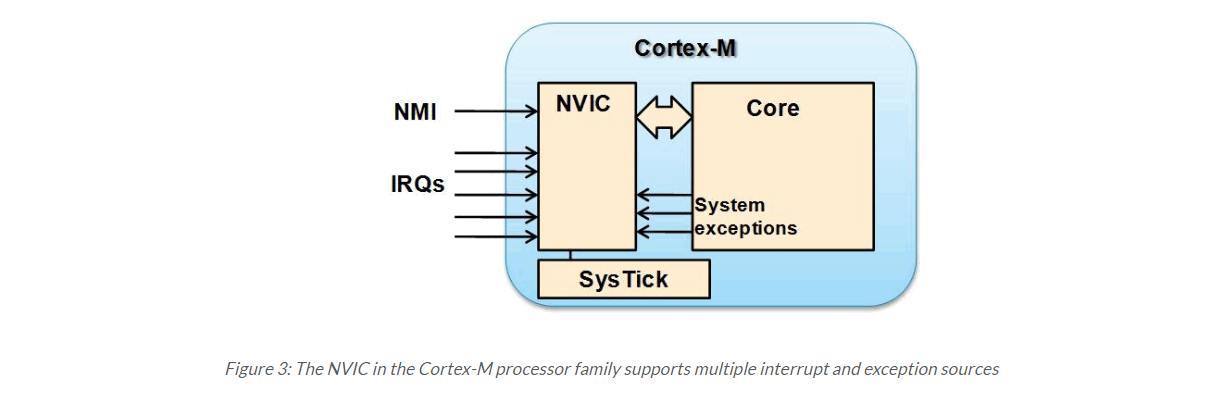 Cortex-M
NVIC
Core
NMI
IRQs
System
exceptions
SysTick
Figure 3: The NVIC in the Cortex-M processor family supports multiple interrupt and exception sources